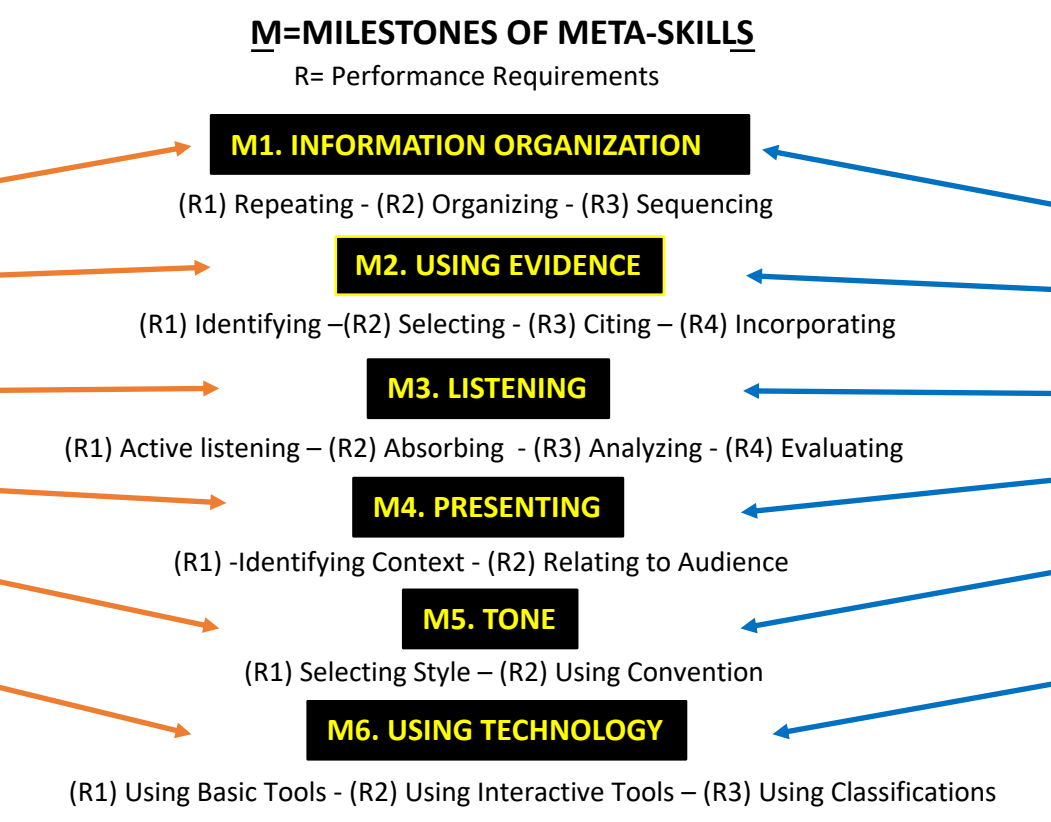 M=MILESTONES OF META-SKILLS
R= Performance Requirements
M1. INFORMATION ORGANIZATION
(R1) Repeating - (R2) Organizing - (R3) Sequencing
M2. USING EVIDENCE
(R1) Identifying –(R2) Selecting - (R3) Citing – (R4) Incorporating
M3. LISTENING
(R1) Active listening – (R2) Absorbing - (R3) Analyzing - (R4) Evaluating
M4. PRESENTING
(R1) -Identifying Context - (R2) Relating to Audience
M5. TONE
(R1) Selecting Style – (R2) Using Convention
M6. USING TECHNOLOGY
(R1) Using Basic Tools - (R2) Using Interactive Tools – (R3) Using Classifications